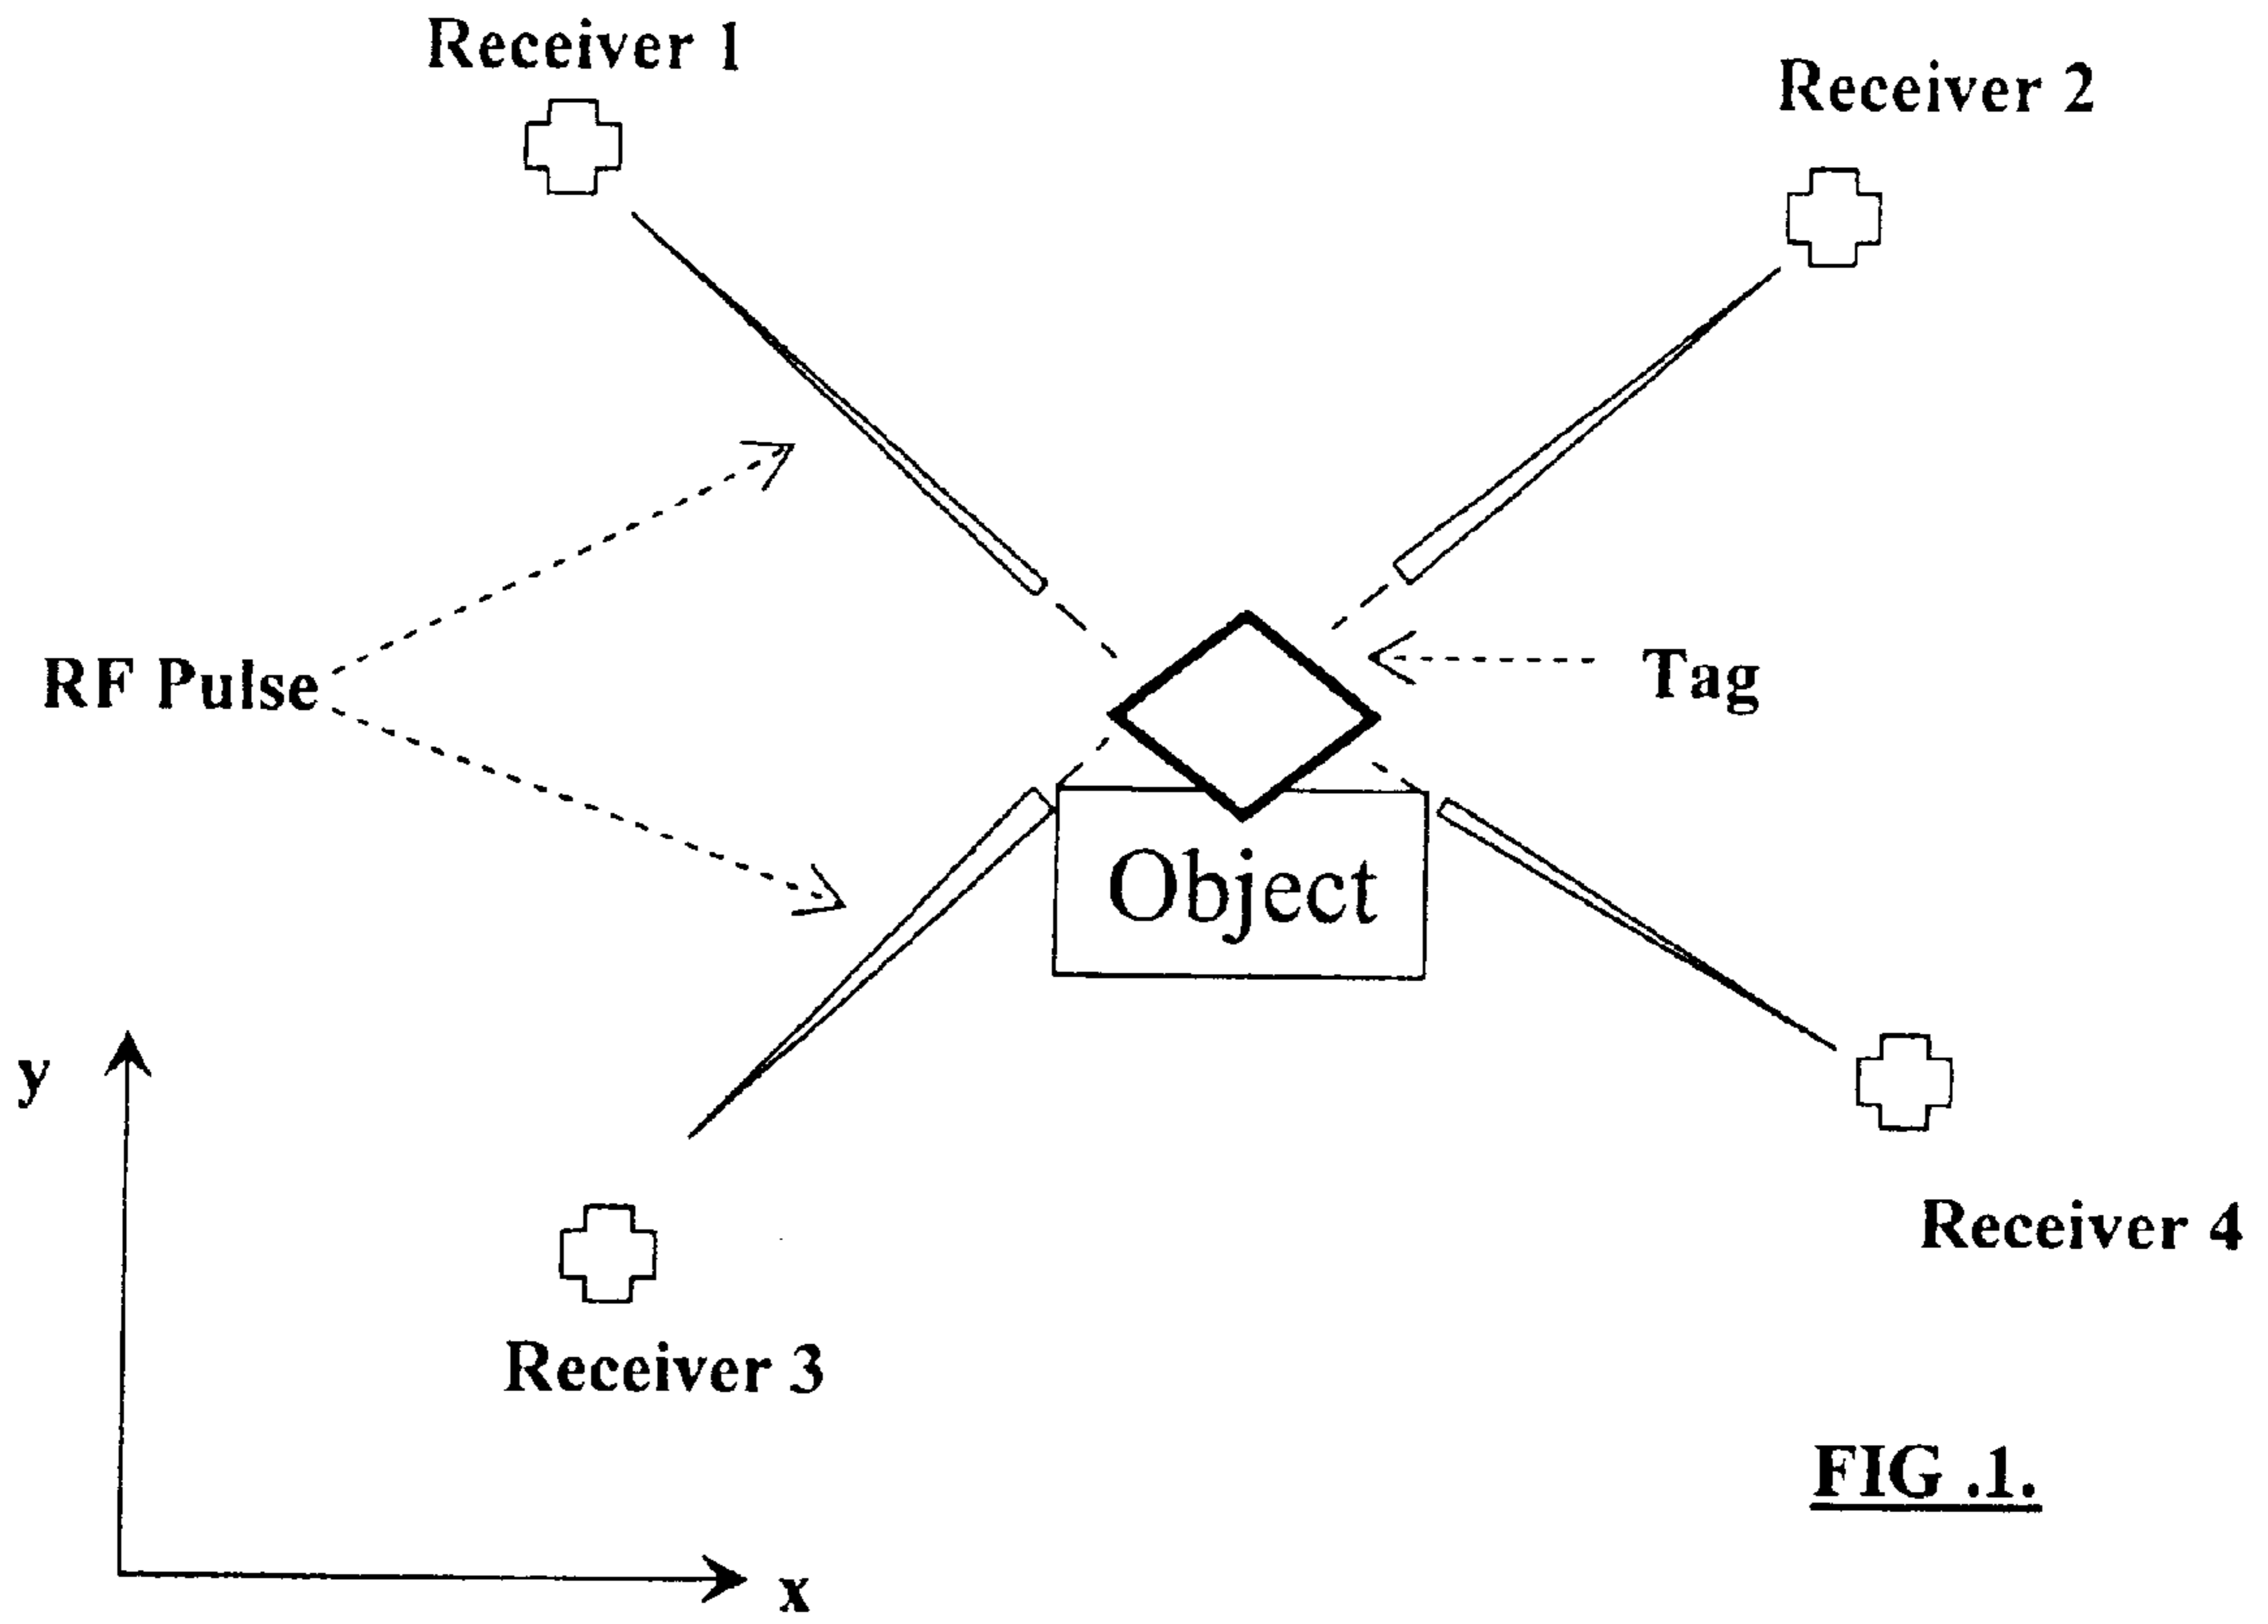 Receiver 1
Receiver 2
RF Pulse
Tag
Object
y
Receiver 4
Receiver 3
FIG .1.
x